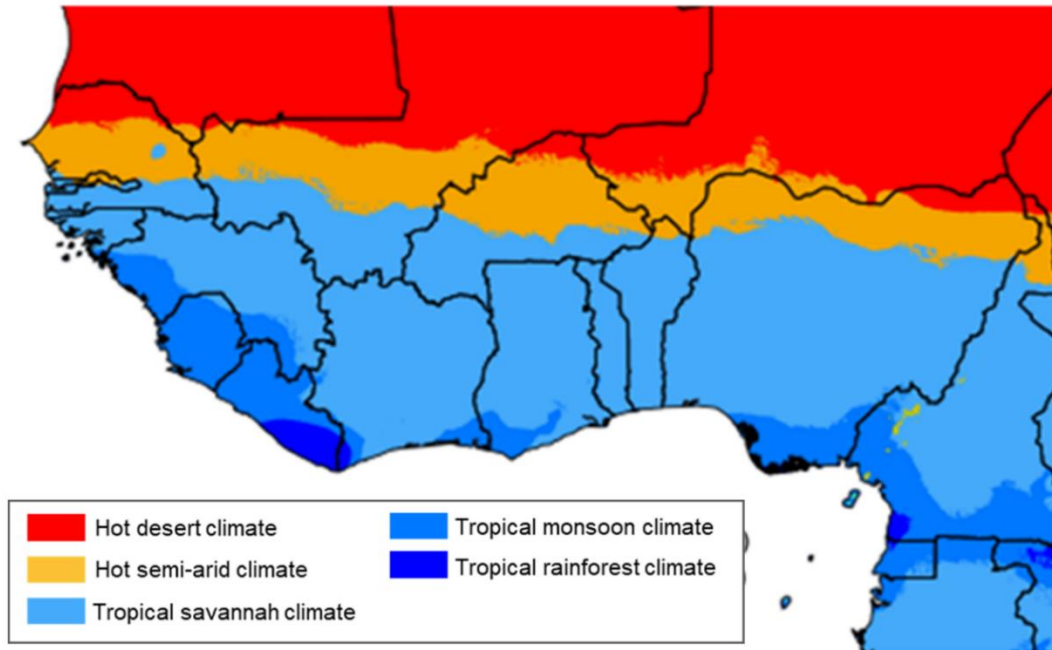 Hot desert climate
Hot semi-arid climate
Tropical savannah climate
Tropical monsoon climate
Tropical rainforest climate